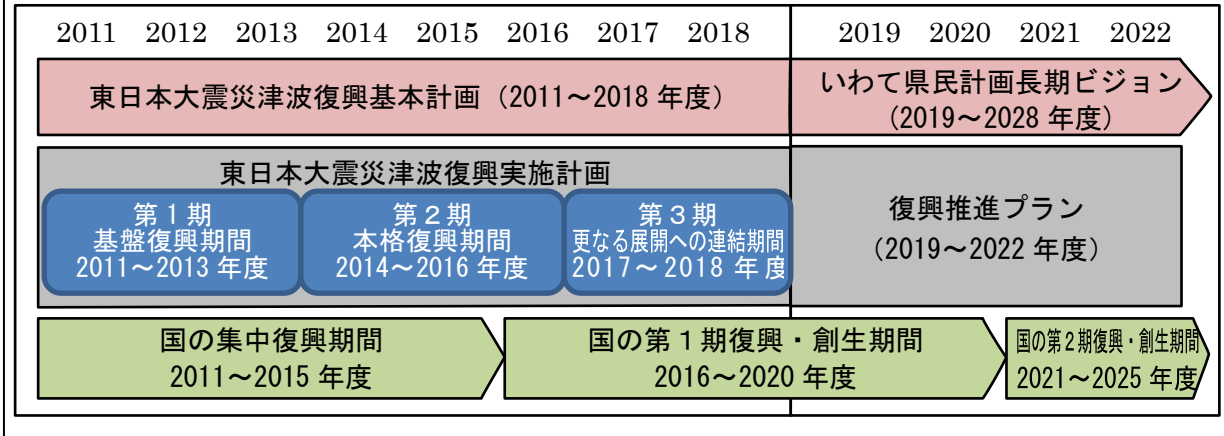 2011 2012 2013 2014 2015 2016 2017 2018 2019 2020 2021 2022
東日本大震災津波復興基本計画（2011～2018 年度）
いわて県民計画長期ビジョン
（2019～2028 年度）
東日本大震災津波復興実施計画
第１期
基盤復興期間
2011～2013 年度
第２期
本格復興期間
2014～2016 年度
第３期
更なる展開への連結期間
2017～2018 年度
復興推進プラン
（2019～2022 年度）
国の集中復興期間
2011～2015 年度
国の第１期復興・創生期間
2016～2020 年度
国の第２期復興・創生期間
2021～2025 年度